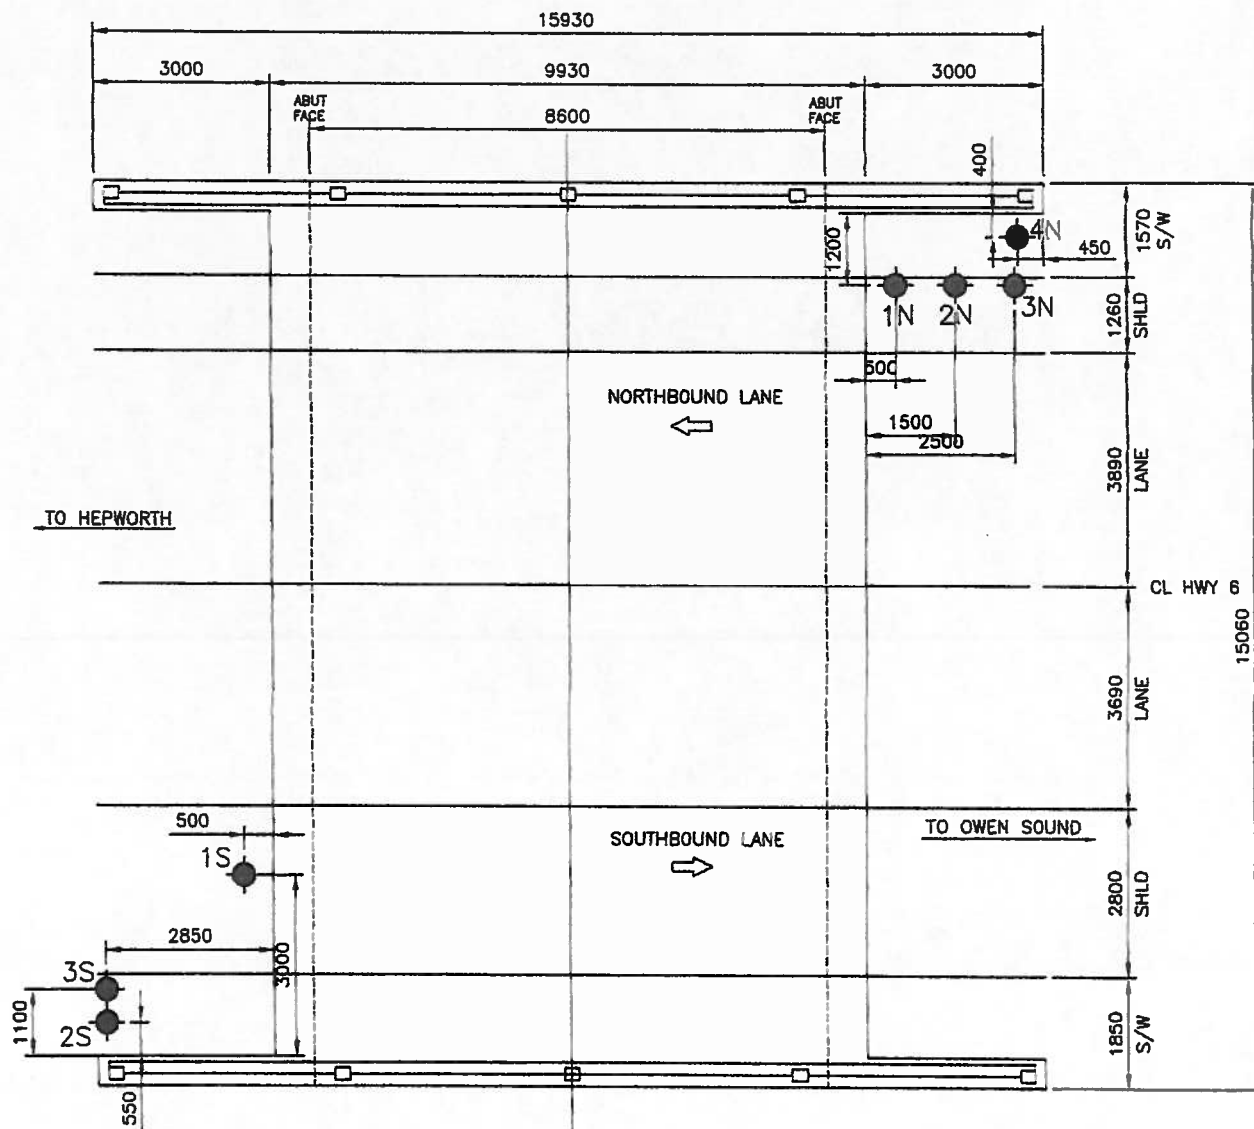 15930
3000
9930
3000
ABUT
FACE
8600
ABUT
FACE
400
1570
S/W
4N
450
1200
1N
2N
3N
1260
SHLD
500
NORTHBOUND LANE
1500
2500
3890
LANE
TO HEPWORTH
CL HWY 6
15060
3690
LANE
500
SOUTHBOUND LANE
TO OWEN SOUND
1S
2800
SHLD
2850
3000
3S
1100
2S
1850
S/W
550